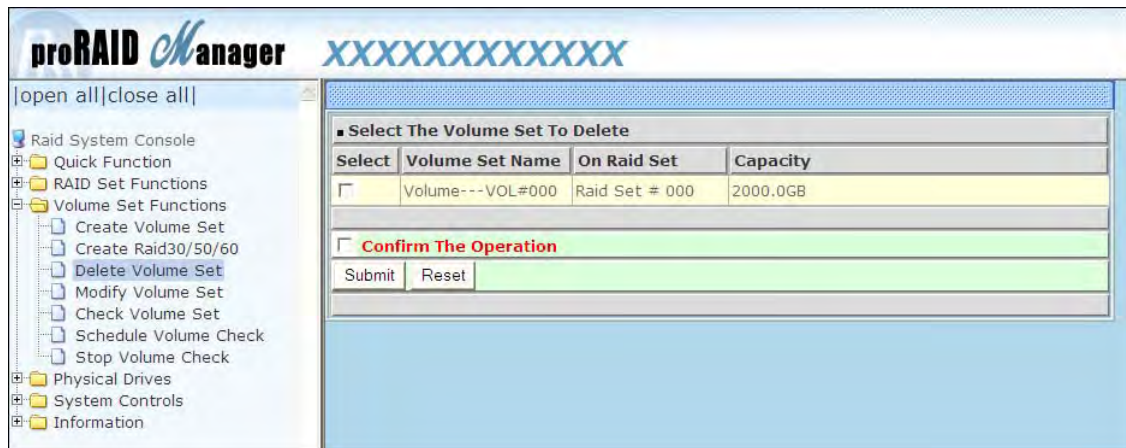 proRAID Manager XXXXXXXXXXXXX
|open all|close all|
Raid System Console
Quick Function
RAID Set Functions
Volume Set Functions
Create Volume Set
Create Raid30/50/60
Delete Volume Set
Modify Volume Set
Check Volume Set
Schedule Volume Check
Stop Volume Check
Physical Drives
System Controls
Information
Select The Volume Set To Delete
Select Volume Set Name On Raid Set Capacity
Volume---VOL#000 Raid Set # 000 2000.0GB
Confirm The Operation
Submit Reset